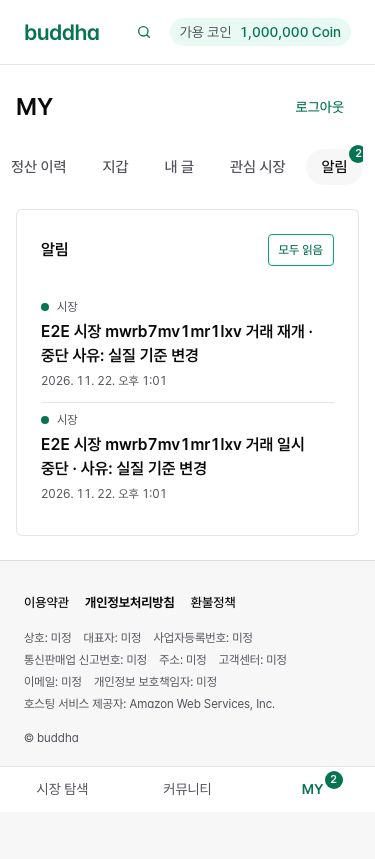 buddha
가용 코인 1,000,000 Coin
MY
로그아웃
정산 이력
지갑
내 글
관심 시장
알림
2
알림
모두 읽음
시장
E2E 시장 mwrb7mv1mr1lxv 거래 재개 ·
중단 사유: 실질 기준 변경
2026. 11. 22. 오후 1:01
시장
E2E 시장 mwrb7mv1mr1lxv 거래 일시
중단 · 사유: 실질 기준 변경
2026. 11. 22. 오후 1:01
이용약관 개인정보처리방침 환불정책
상호: 미정 대표자: 미정 사업자등록번호: 미정
통신판매업 신고번호: 미정 주소: 미정 고객센터: 미정
이메일: 미정 개인정보 보호책임자: 미정
호스팅 서비스 제공자: Amazon Web Services, Inc.
© buddha
시장 탐색
커뮤니티
MY
2